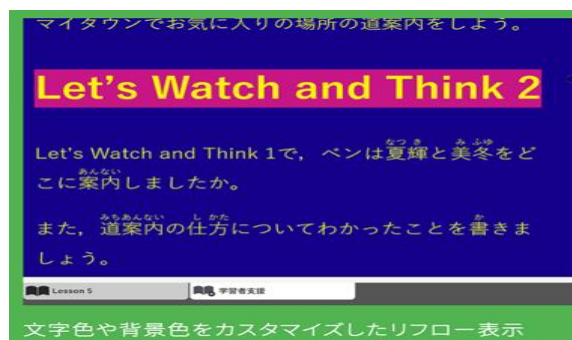 マイタウンでお気に入りの場所の道案内をしよう。
Let's Watch and Think 2
Let's Watch and Think 1で，ベンは夏輝と美冬をど
こに案内しましたか。
また，道案内の仕方についてわかったことを書きま
しょう。
Lesson 5
学習者支援
文字色や背景色をカスタマイズしたリフロー表示